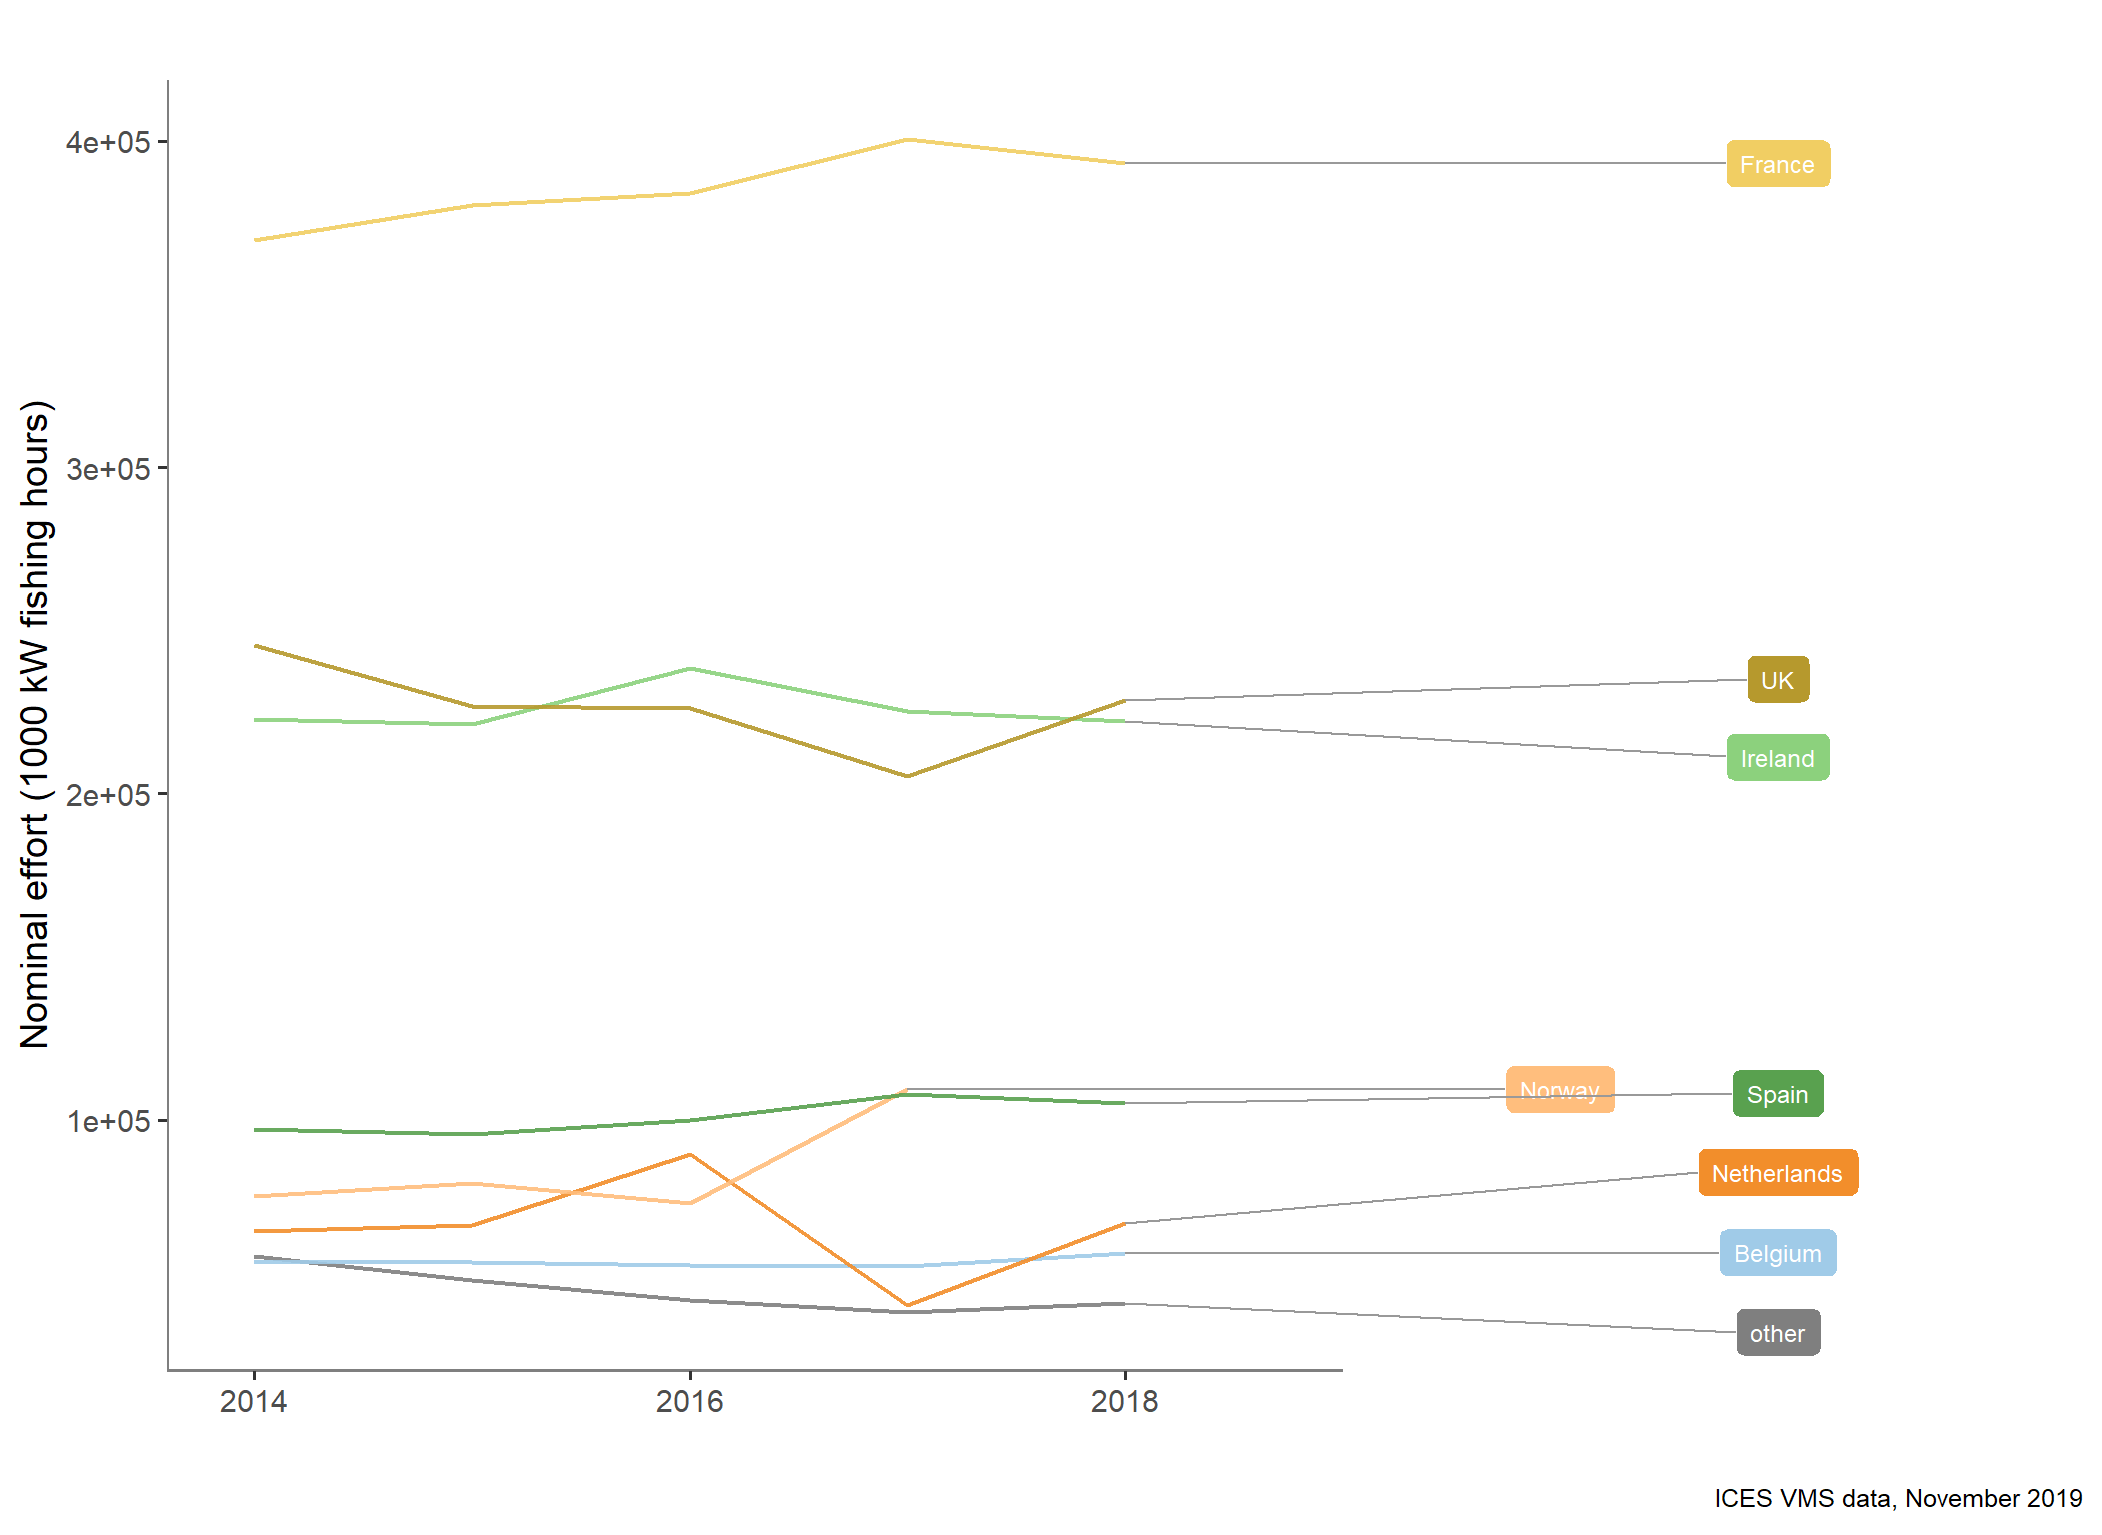 Nominal effort (1000 kW fishing hours)
4e+05
3e+05
2e+05
1e+05
2014
2016
2018
France
UK
Ireland
Norway
Spain
Netherlands
Belgium
other
ICES VMS data, November 2019